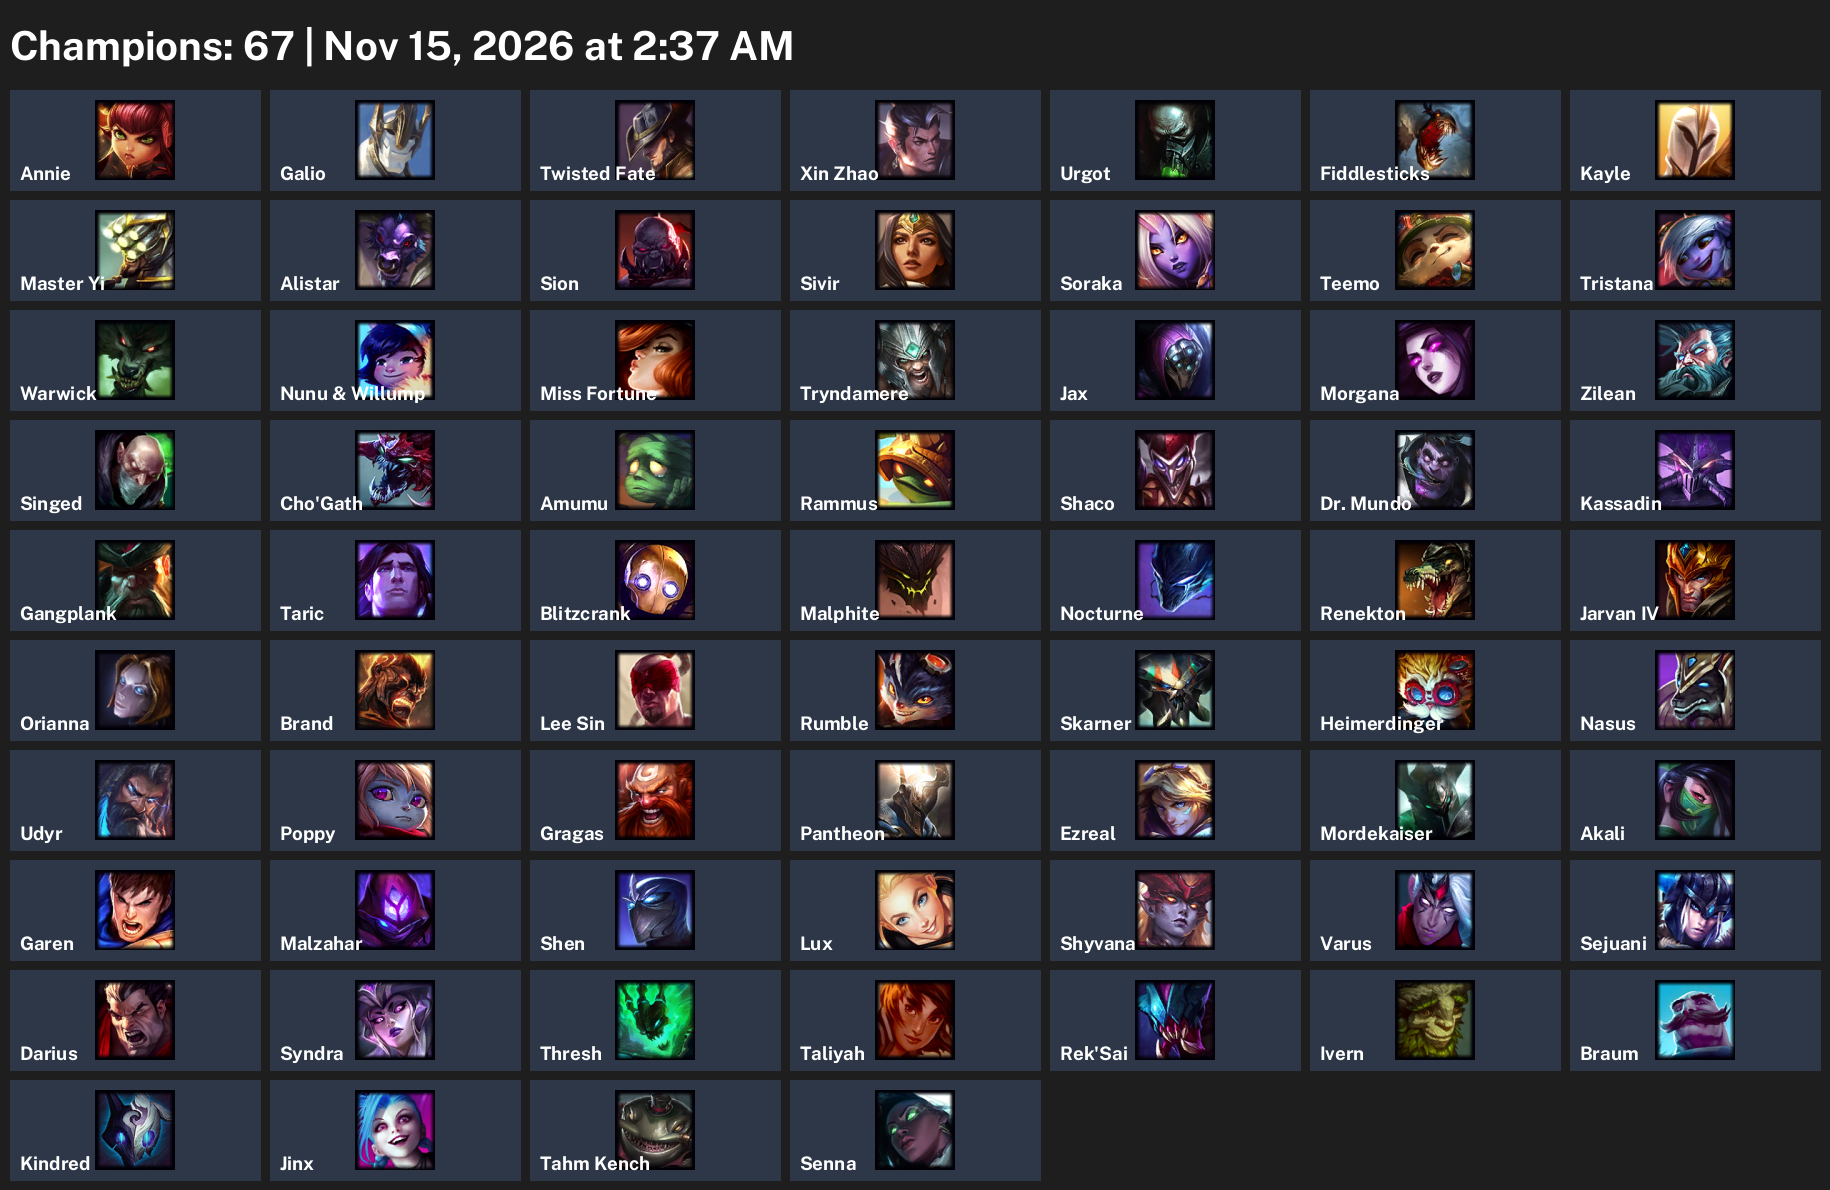 Champions: 67 | Nov 15, 2026 at 2:37 AM
Annie
Galio
Twisted Fate
Xin Zhao
Urgot
Fiddlesticks
Kayle
Master Yi
Alistar
Sion
Sivir
Soraka
Teemo
Tristana
Warwick
Nunu & Willump
Miss Fortune
Tryndamere
Jax
Morgana
Zilean
Singed
Cho'Gath
Amumu
Rammus
Shaco
Dr. Mundo
Kassadin
Gangplank
Taric
Blitzcrank
Malphite
Nocturne
Renekton
Jarvan IV
Orianna
Brand
Lee Sin
Rumble
Skarner
Heimerdinger
Nasus
Udyr
Poppy
Gragas
Pantheon
Ezreal
Mordekaiser
Akali
Garen
Malzahar
Shen
Lux
Shyvana
Varus
Sejuani
Darius
Syndra
Thresh
Taliyah
Rek'Sai
Ivern
Braum
Kindred
Jinx
Tahm Kench
Senna